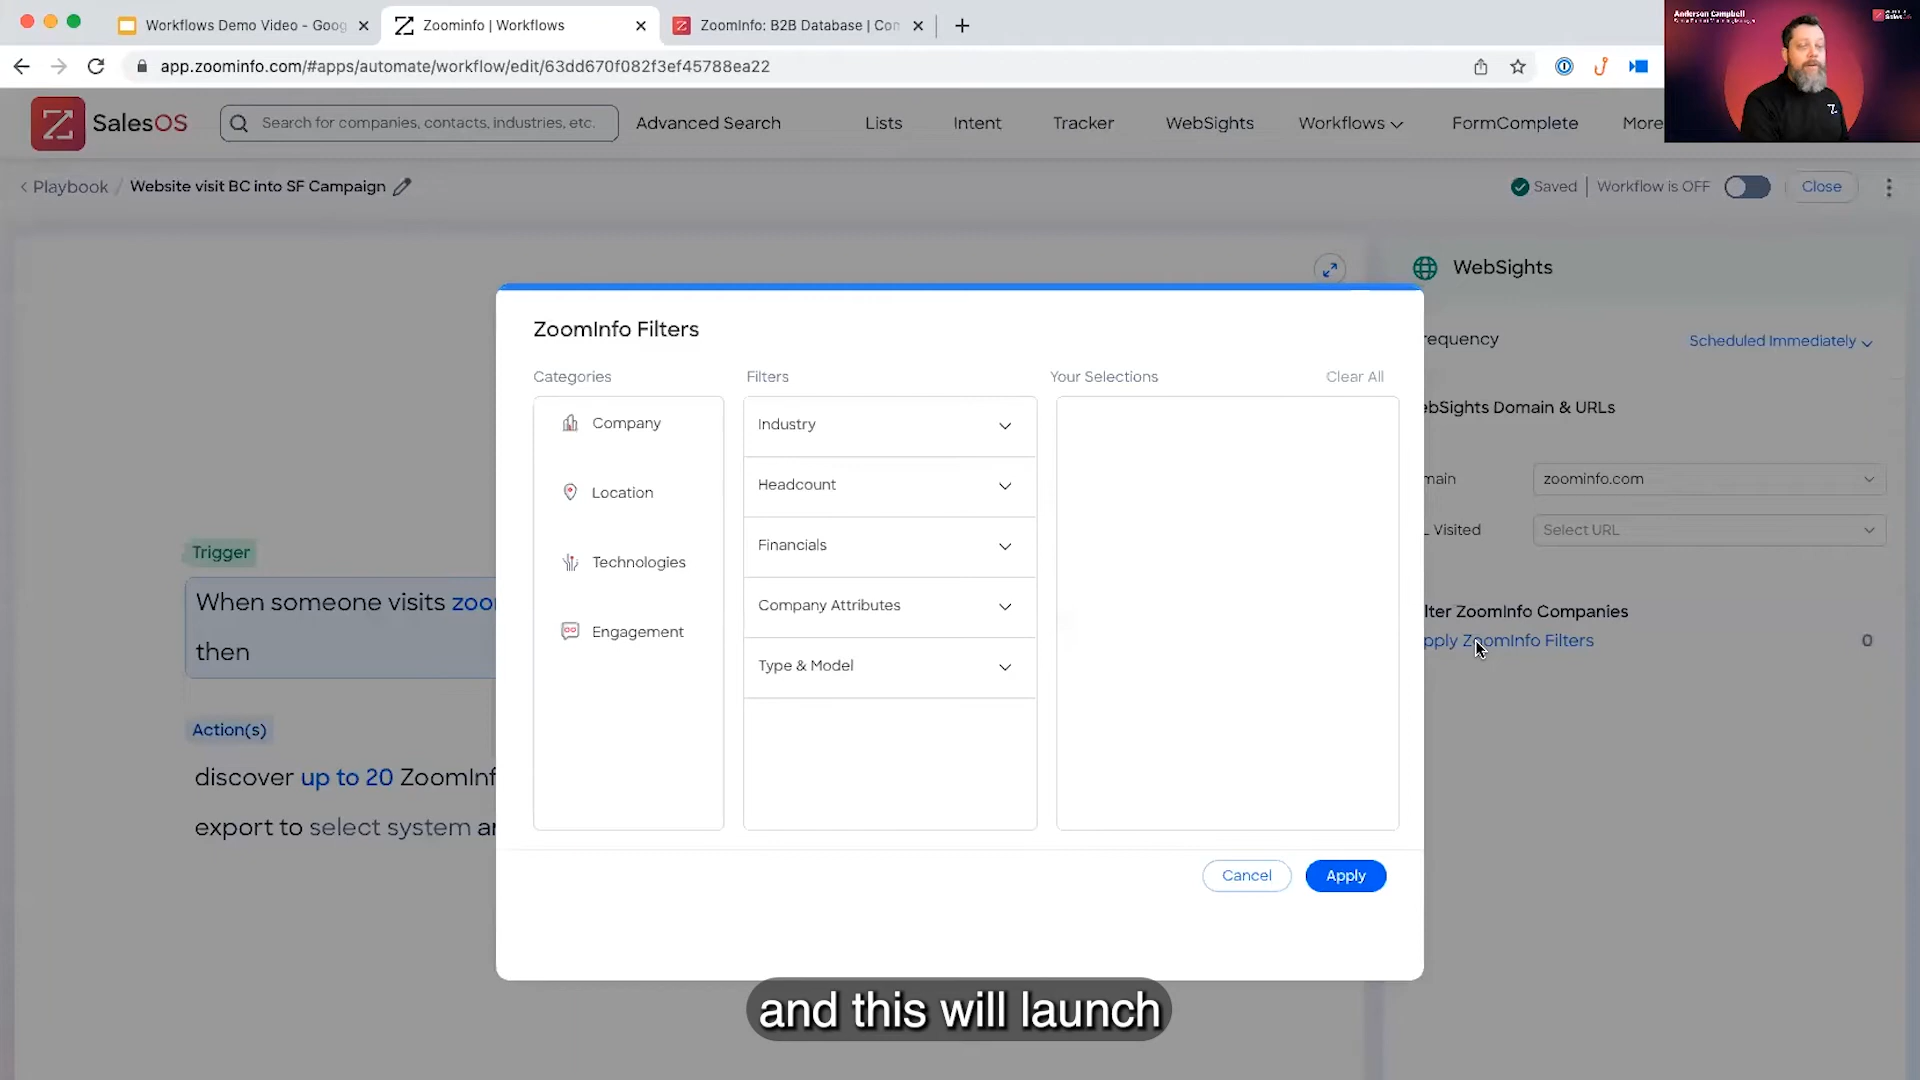 Workflows Demo Video - Goog
Zoominfo | Workflows
ZoomInfo: B2B Database | Con
app.zoominfo.com/#apps/automate/workflow/edit/63dd670f082f3ef45788ea22
Anderson Campbell
SalesOS
Search for companies, contacts, industries, etc.
Advanced Search
Lists
Intent
Tracker
WebSights
Workflows
FormComplete
More
Playbook / Website visit BC into SF Campaign
Saved
Workflow is OFF
Close
WebSights
requency
Scheduled Immediately
ebSights Domain & URLs
main
zoominfo.com
L Visited
Select URL
lter ZoomInfo Companies
pply ZoomInfo Filters
0
Trigger
When someone visits zoor
then
Action(s)
discover up to 20 ZoomInf
export to select system ar
ZoomInfo Filters
Categories
Filters
Your Selections
Clear All
Company
Location
Technologies
Engagement
Industry
Headcount
Financials
Company Attributes
Type & Model
Cancel
Apply
and this will launch